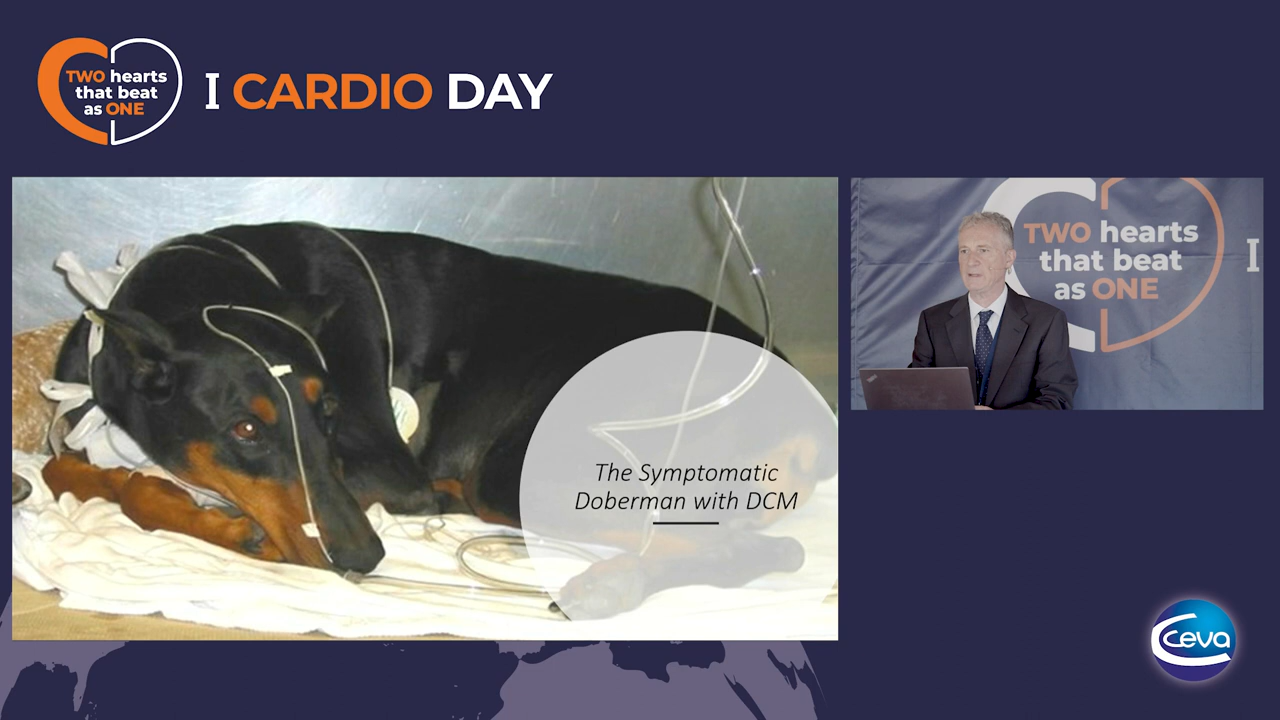 TWO hearts
that beat
as ONE
I CARDIO DAY
The Symptomatic
Doberman with DCM
TWO hearts
that beat
as ONE
I
Ceva